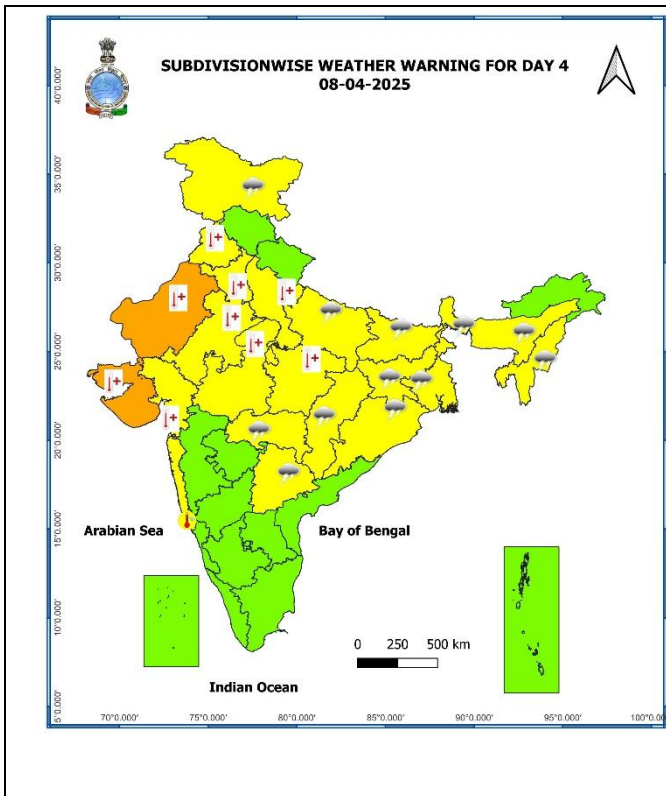 SUBDIVISIONWISE WEATHER WARNING FOR DAY 4
08-04-2025
40°0.000'
35°0.000'
30°0.000'
25°0.000'
20°0.000'
15°0.000'
10°0.000'
5°0.000'
Arabian Sea
Bay of Bengal
0 250 500 km
Indian Ocean
70°0.000' 75°0.000' 80°0.000' 85°0.000' 90°0.000' 95°0.000' 100°0.000'